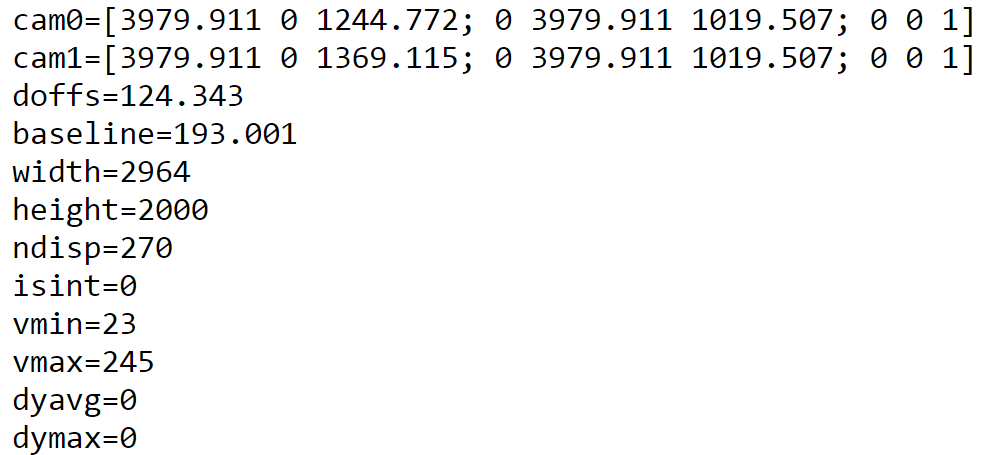 cam0=[3979.911 0 1244.772; 0 3979.911 1019.507; 0 0 1]
cam1=[3979.911 0 1369.115; 0 3979.911 1019.507; 0 0 1]
doffs=124.343
baseline=193.001
width=2964
height=2000
ndisp=270
isint=0
vmin=23
vmax=245
dyavg=0
dymax=0